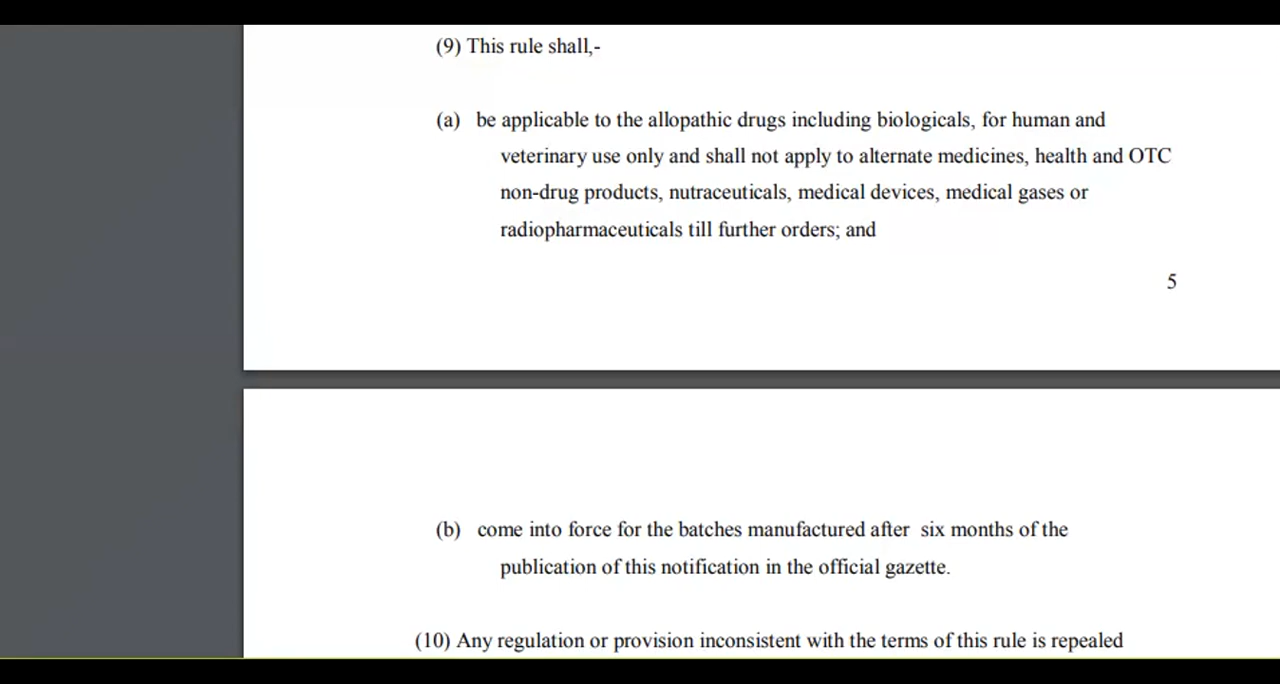 (9) This rule shall,-
(a) be applicable to the allopathic drugs including biologicals, for human and
veterinary use only and shall not apply to alternate medicines, health and OTC
non-drug products, nutraceuticals, medical devices, medical gases or
radiopharmaceuticals till further orders; and
5
(b) come into force for the batches manufactured after six months of the
publication of this notification in the official gazette.
(10) Any regulation or provision inconsistent with the terms of this rule is repealed